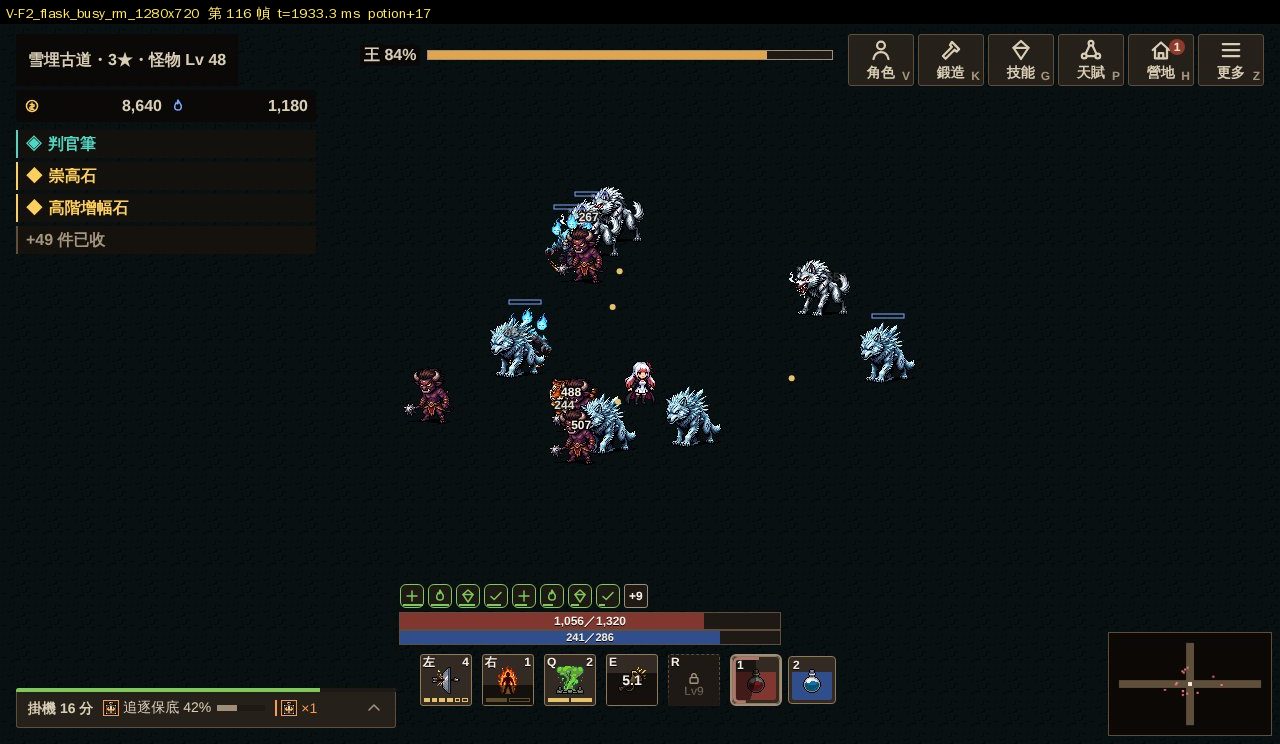 V-F2_flask_busy_rm_1280x720 第 116 幀 t=1933.3 ms potion+17
雪埋古道・3★・怪物 Lv 48
王 84%
角色 V
鍛造 K
技能 G
天賦 P
營地 H 1
更多 Z
8,640 1,180
判官筆
崇高石
高階增幅石
+49 件已收
267
488
244
507
+9
1,056／1,320
241／286
左 4
右 1
Q 2
E 5.1
R Lv9
1
2
掛機 16 分 追逐保底 42% ×1